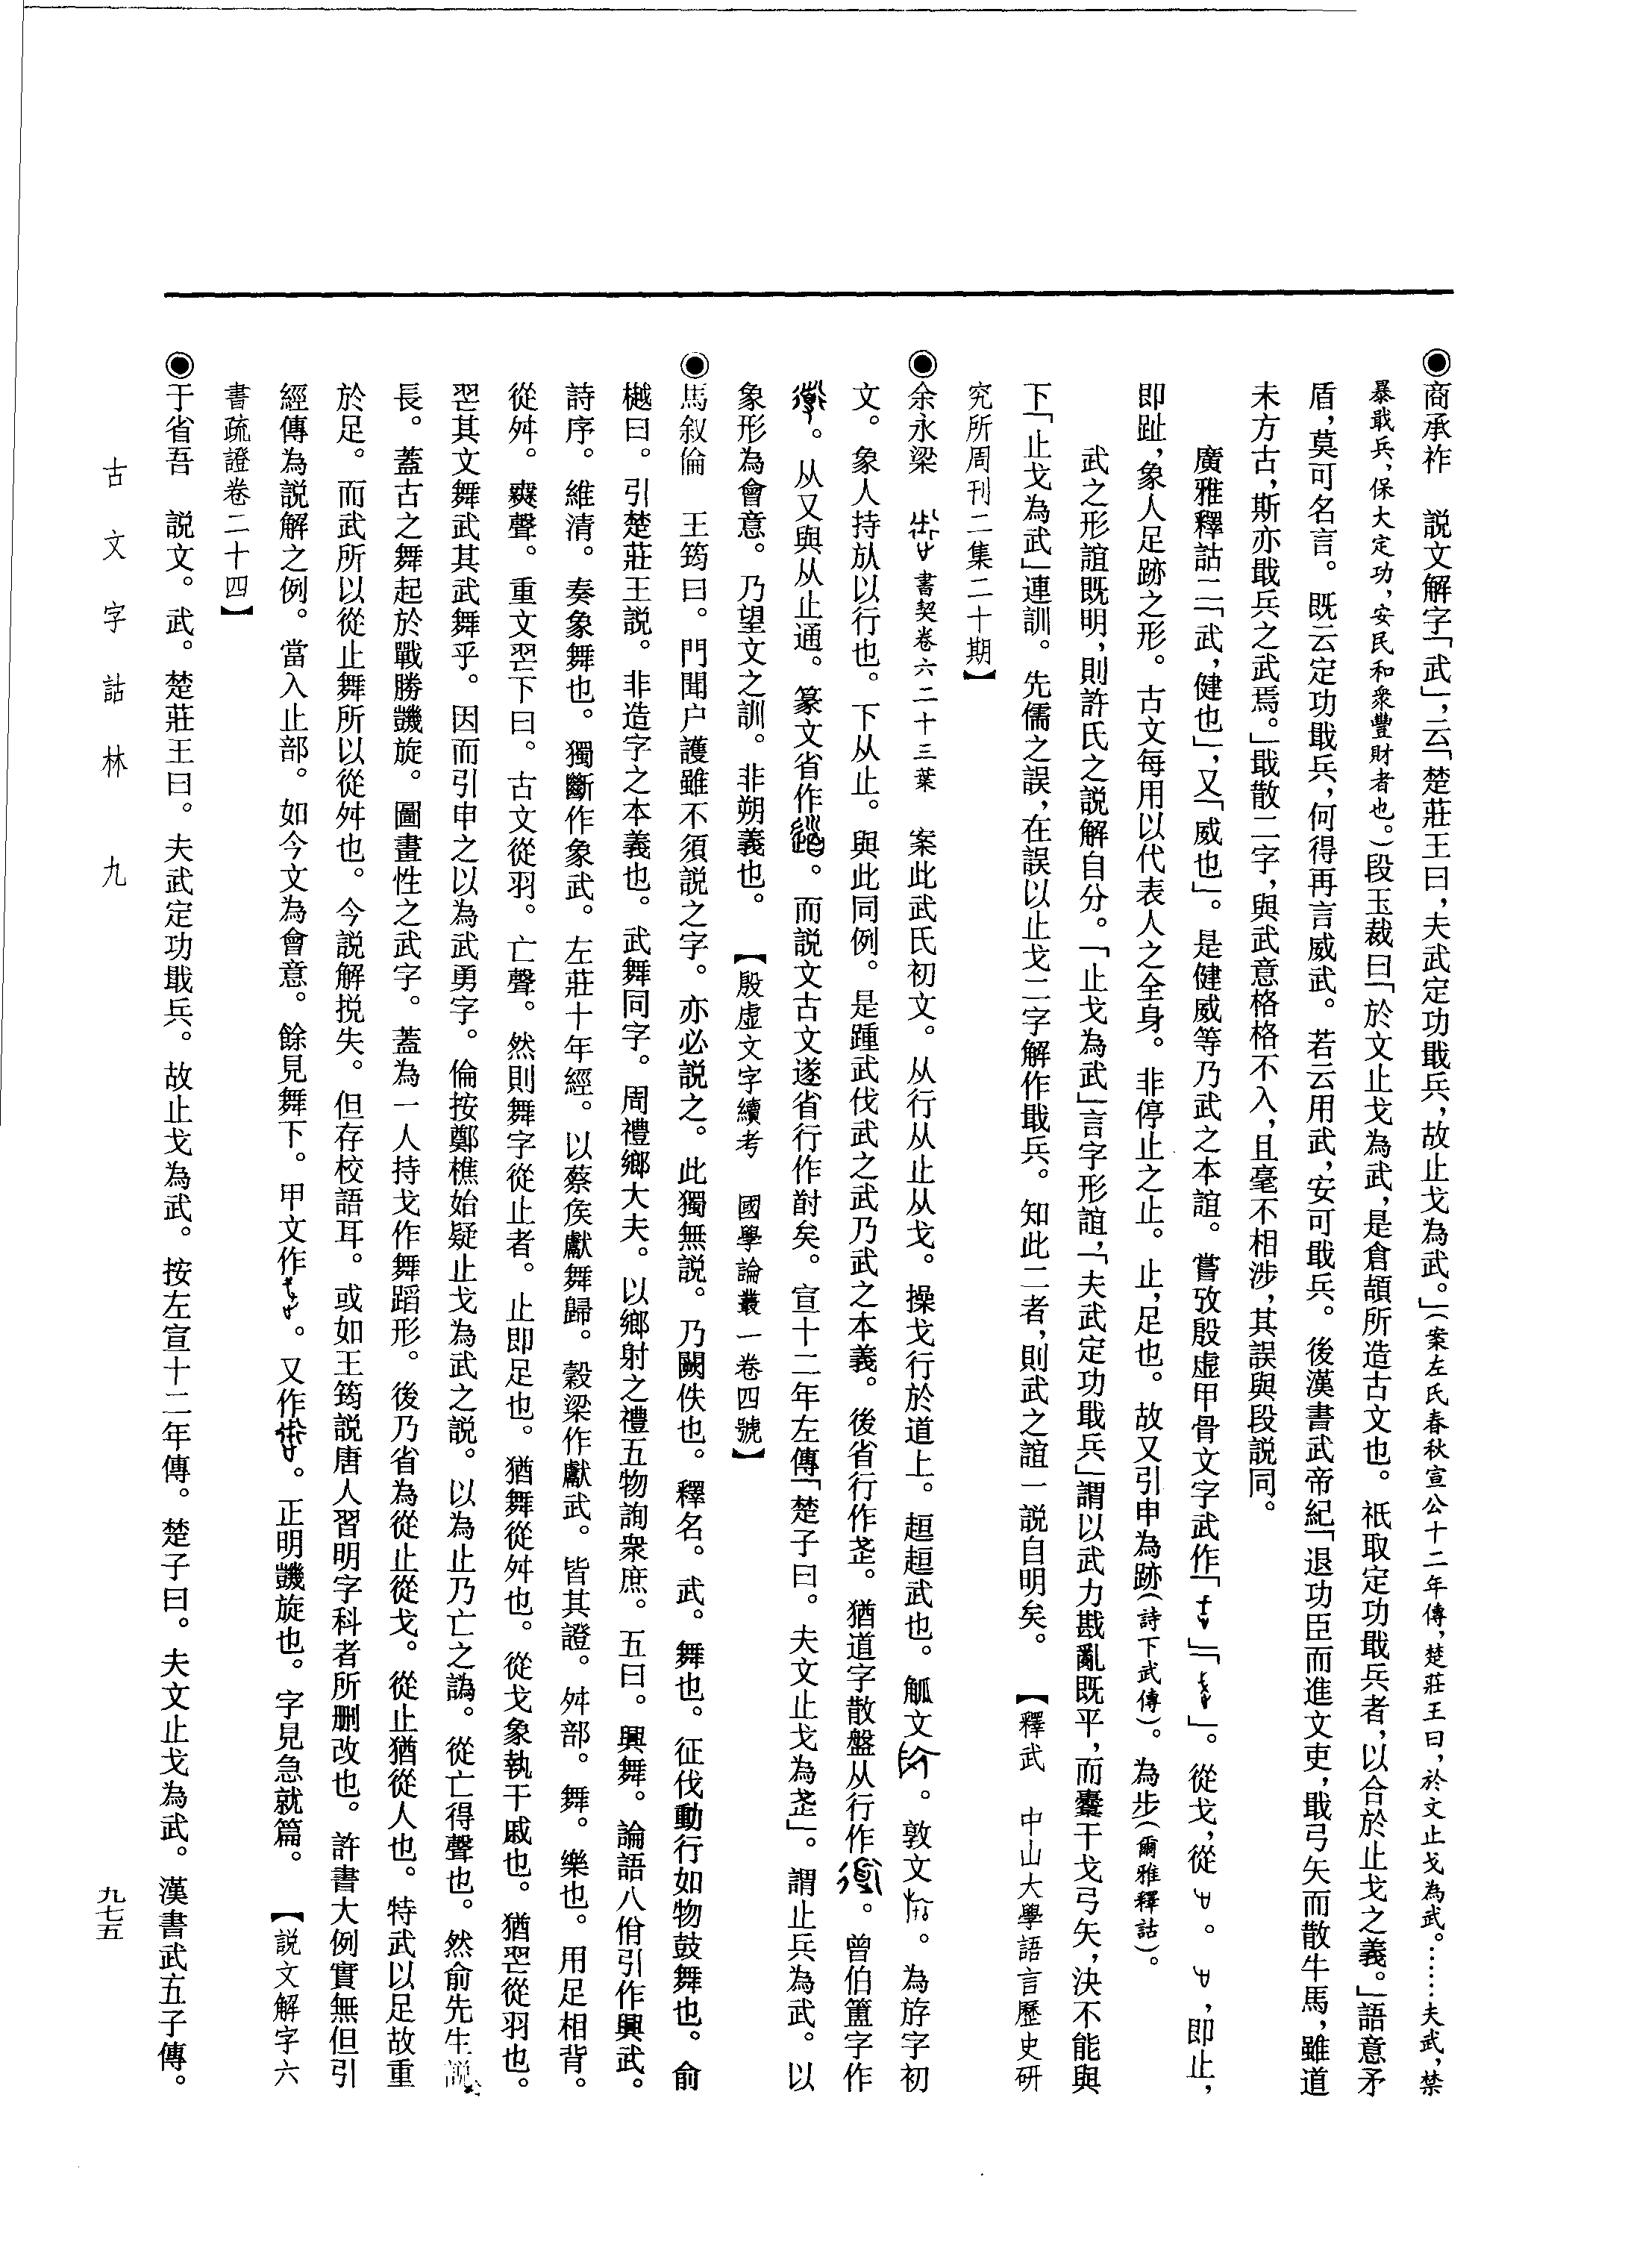 ◉商承祚　説文解字「武」，云「楚莊王曰，夫武定功戢兵，故止戈為武。」（案左氏春秋宣公十二年傳，楚莊王曰，於文止戈為武。……夫武，禁
暴戢兵，保大定功，安民和衆豐財者也。）段玉裁曰「於文止戈為武，是倉頡所造古文也。祇取定功戢兵者，以合於止戈之義。」語意矛
盾，莫可名言。既云定功戢兵，何得再言威武。若云用武，安可戢兵。後漢書武帝紀「退功臣而進文吏，戢弓矢而散牛馬，雖道
未方古，斯亦戢兵之武焉。」戢散二字，與武意格格不入，且毫不相涉，其誤與段説同。
廣雅釋詁二「武，健也」，又「威也」。是健威等乃武之本誼。嘗攷殷虛甲骨文字武作「」「」。從戈，從。，即止，
即趾，象人足跡之形。古文每用以代表人之全身。非停止之止。止，足也。故又引申為跡（詩下武傳）。為步（爾雅釋詁）。
武之形誼既明，則許氏之説解自分。「止戈為武」言字形誼，「夫武定功戢兵」謂以武力戡亂既平，而櫜干戈弓矢，決不能與
下「止戈為武」連訓。先儒之誤，在誤以止戈二字解作戢兵。知此二者，則武之誼一説自明矣。　【釋武　中山大學語言歷史研
究所周刊二集二十期】
◉余永梁　書契卷六二十三葉　案此武氏初文。从行从止从戈。操戈行於道上。趄趄武也。觚文。敦文。為斿字初
文。象人持㫃以行也。下从止。與此同例。是踵武伐武之武乃武之本義。後省行作䟼。猶道字散盤从行作。曾伯簠字作
。从又與从止通。篆文省作。而説文古文遂省行作䢔矣。宣十二年左傳「楚子曰。夫文止戈為武」。謂止兵為武。以
象形為會意。乃望文之訓。非朔義也。　【殷虛文字續考　國學論叢一卷四號】
◉馬叙倫　王筠曰。門聞户護雖不須説之字。亦必説之。此獨無説。乃闕佚也。釋名。武。舞也。征伐動行如物鼓舞也。俞
樾曰。引楚莊王説。非造字之本義也。武舞同字。周禮鄉大夫。以鄉射之禮五物詢衆庶。五曰。興舞。論語八佾引作興武。
詩序。維清。奏象舞也。獨斷作象武。左莊十年經。以蔡矦獻舞歸。穀梁作獻武。皆其證。舛部。舞。樂也。用足相背。
從舛。𣞤聲。重文䍿下曰。古文從羽。亡聲。然則舞字從止者。止即足也。猶舞從舛也。從戈象執干戚也。猶䍿從羽也。
䍿其文舞武其武舞乎。因而引申之以為武勇字。倫按鄭樵始疑止戈為武之説。以為止乃亡之譌。從亡得聲也。然俞先生説
長。蓋古之舞起於戰勝豑旋。圖畫性之武字。蓋為一人持戈作舞蹈形。後乃省為從止從戈。從止猶從人也。特武以足故重
於足。而武所以從止舞所以從舛也。今説解挩失。但存校語耳。或如王筠説唐人習明字科者所删改也。許書大例實無但引
經傳為説解之例。當入止部。如今文為會意。餘見舞下。甲文作。又作。正明豑旋也。字見急就篇。　【説文解字六
書疏證卷二十四】
◉于省吾　説文。武。楚莊王曰。夫武定功戢兵。故止戈為武。按左宣十二年傳。楚子曰。夫文止戈為武。漢書武五子傳。
古文字詁林　九
九七五